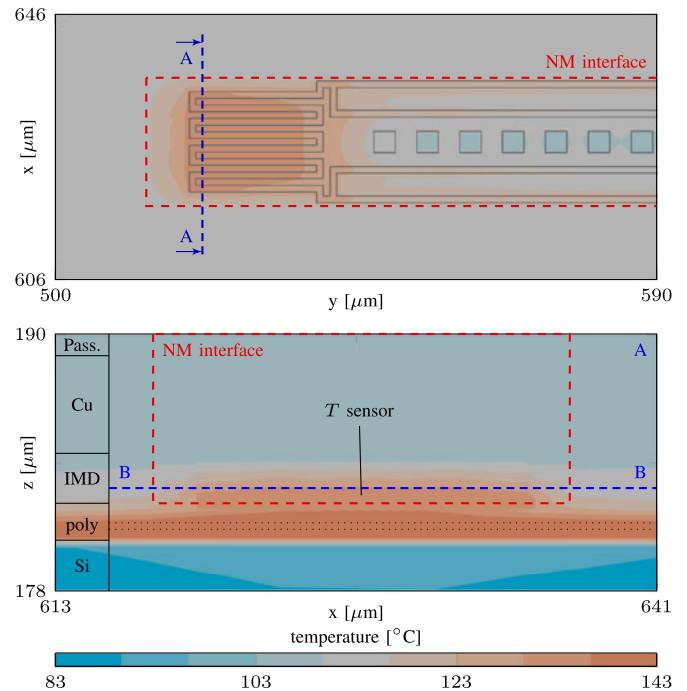 646
A
NM interface
x [μm]
A
606
500
y [μm]
590
190
Pass.
NM interface
A
Cu
T sensor
z [μm]
IMD
B
B
poly
Si
178
613
x [μm]
641
temperature [°C]
83
103
123
143